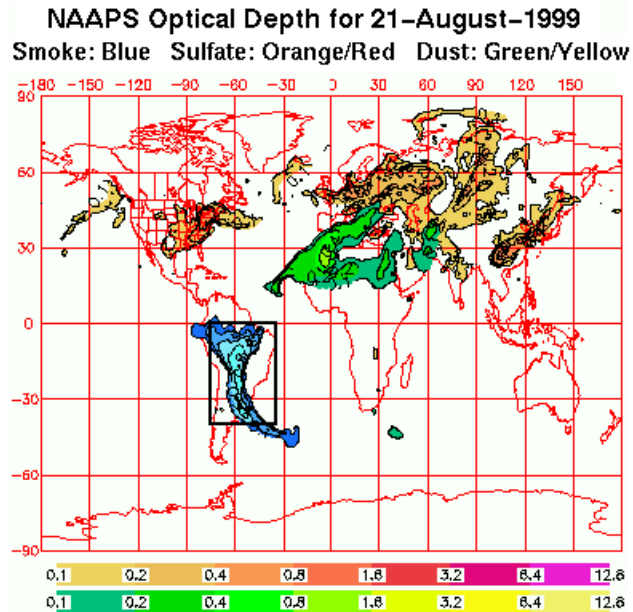 NAAPS Optical Depth for 21-August-1999
Smoke: Blue Sulfate: Orange/Red Dust: Green/Yellow
-180 -150 -120 -90 -60 -30 0 30 60 90 120 150
90
60
30
0
-30
-60
-90
0.1 0.2 0.4 0.8 1.6 3.2 6.4 12.8
0.1 0.2 0.4 0.8 1.6 3.2 6.4 12.8